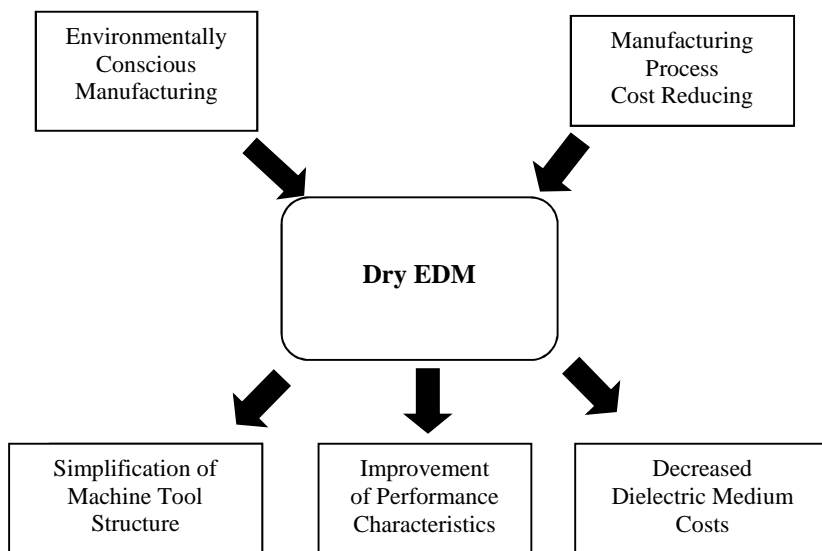 Environmentally
Conscious
Manufacturing
Manufacturing
Process
Cost Reducing
Dry EDM
Simplification of
Machine Tool
Structure
Improvement
of Performance
Characteristics
Decreased
Dielectric Medium
Costs